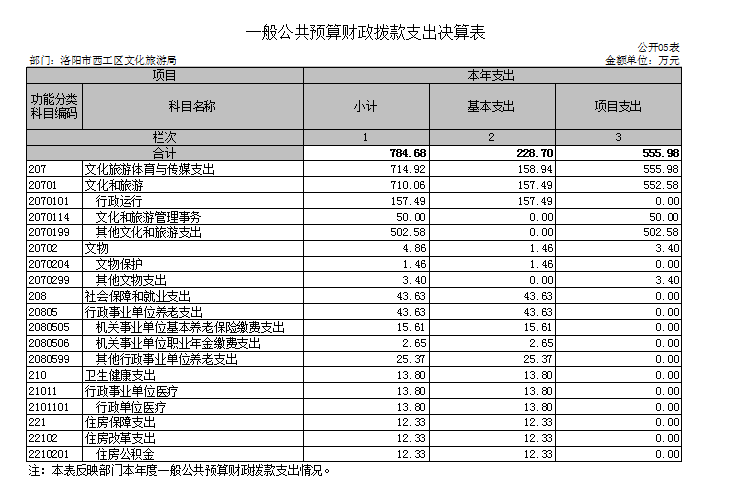 一般公共预算财政拨款支出决算表
公开05表
部门：洛阳市西工区文化旅游局 金额单位：万元
项目 本年支出
功能分类科目编码 科目名称 小计 基本支出 项目支出
栏次 1 2 3
合计 784.68 228.70 555.98
207 文化旅游体育与传媒支出 714.92 158.94 555.98
20701 文化和旅游 710.06 157.49 552.58
2070101 行政运行 157.49 157.49 0.00
2070114 文化和旅游管理事务 50.00 0.00 50.00
2070199 其他文化和旅游支出 502.58 0.00 502.58
20702 文物 4.86 1.46 3.40
2070204 文物保护 1.46 1.46 0.00
2070299 其他文物支出 3.40 0.00 3.40
208 社会保障和就业支出 43.63 43.63 0.00
20805 行政事业单位养老支出 43.63 43.63 0.00
2080505 机关事业单位基本养老保险缴费支出 15.61 15.61 0.00
2080506 机关事业单位职业年金缴费支出 2.65 2.65 0.00
2080599 其他行政事业单位养老支出 25.37 25.37 0.00
210 卫生健康支出 13.80 13.80 0.00
21011 行政事业单位医疗 13.80 13.80 0.00
2101101 行政单位医疗 13.80 13.80 0.00
221 住房保障支出 12.33 12.33 0.00
22102 住房改革支出 12.33 12.33 0.00
2210201 住房公积金 12.33 12.33 0.00
注：本表反映部门本年度一般公共预算财政拨款支出情况。